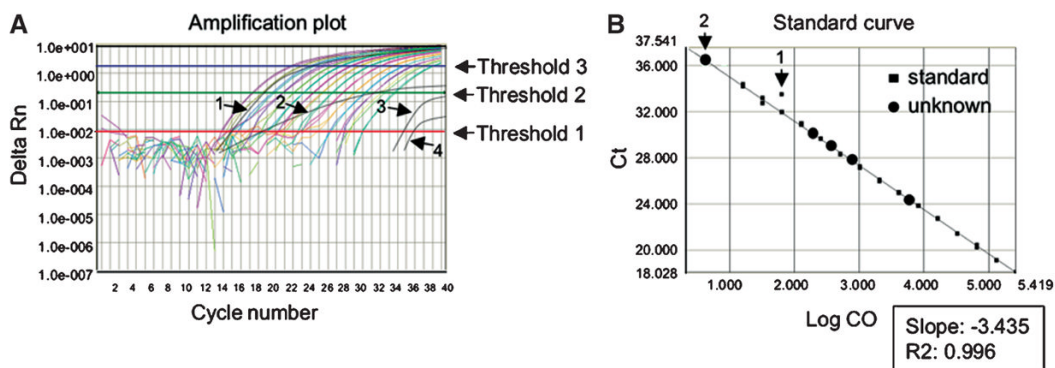 A
Amplification plot
1.0e+001
1.0e+000
1.0e-001
1.0e-002
1.0e-003
1.0e-004
1.0e-005
1.0e-006
1.0e-007
Delta Rn
1
2
3
4
Threshold 3
Threshold 2
Threshold 1
2 4 6 8 10 12 14 16 18 20 22 24 26 28 30 32 34 36 38 40
Cycle number
B
Standard curve
2
1
37.541
36.000
32.000
28.000
24.000
20.000
18.028
Ct
standard
unknown
1.000 2.000 3.000 4.000 5.000 5.419
Log CO
Slope: -3.435
R2: 0.996